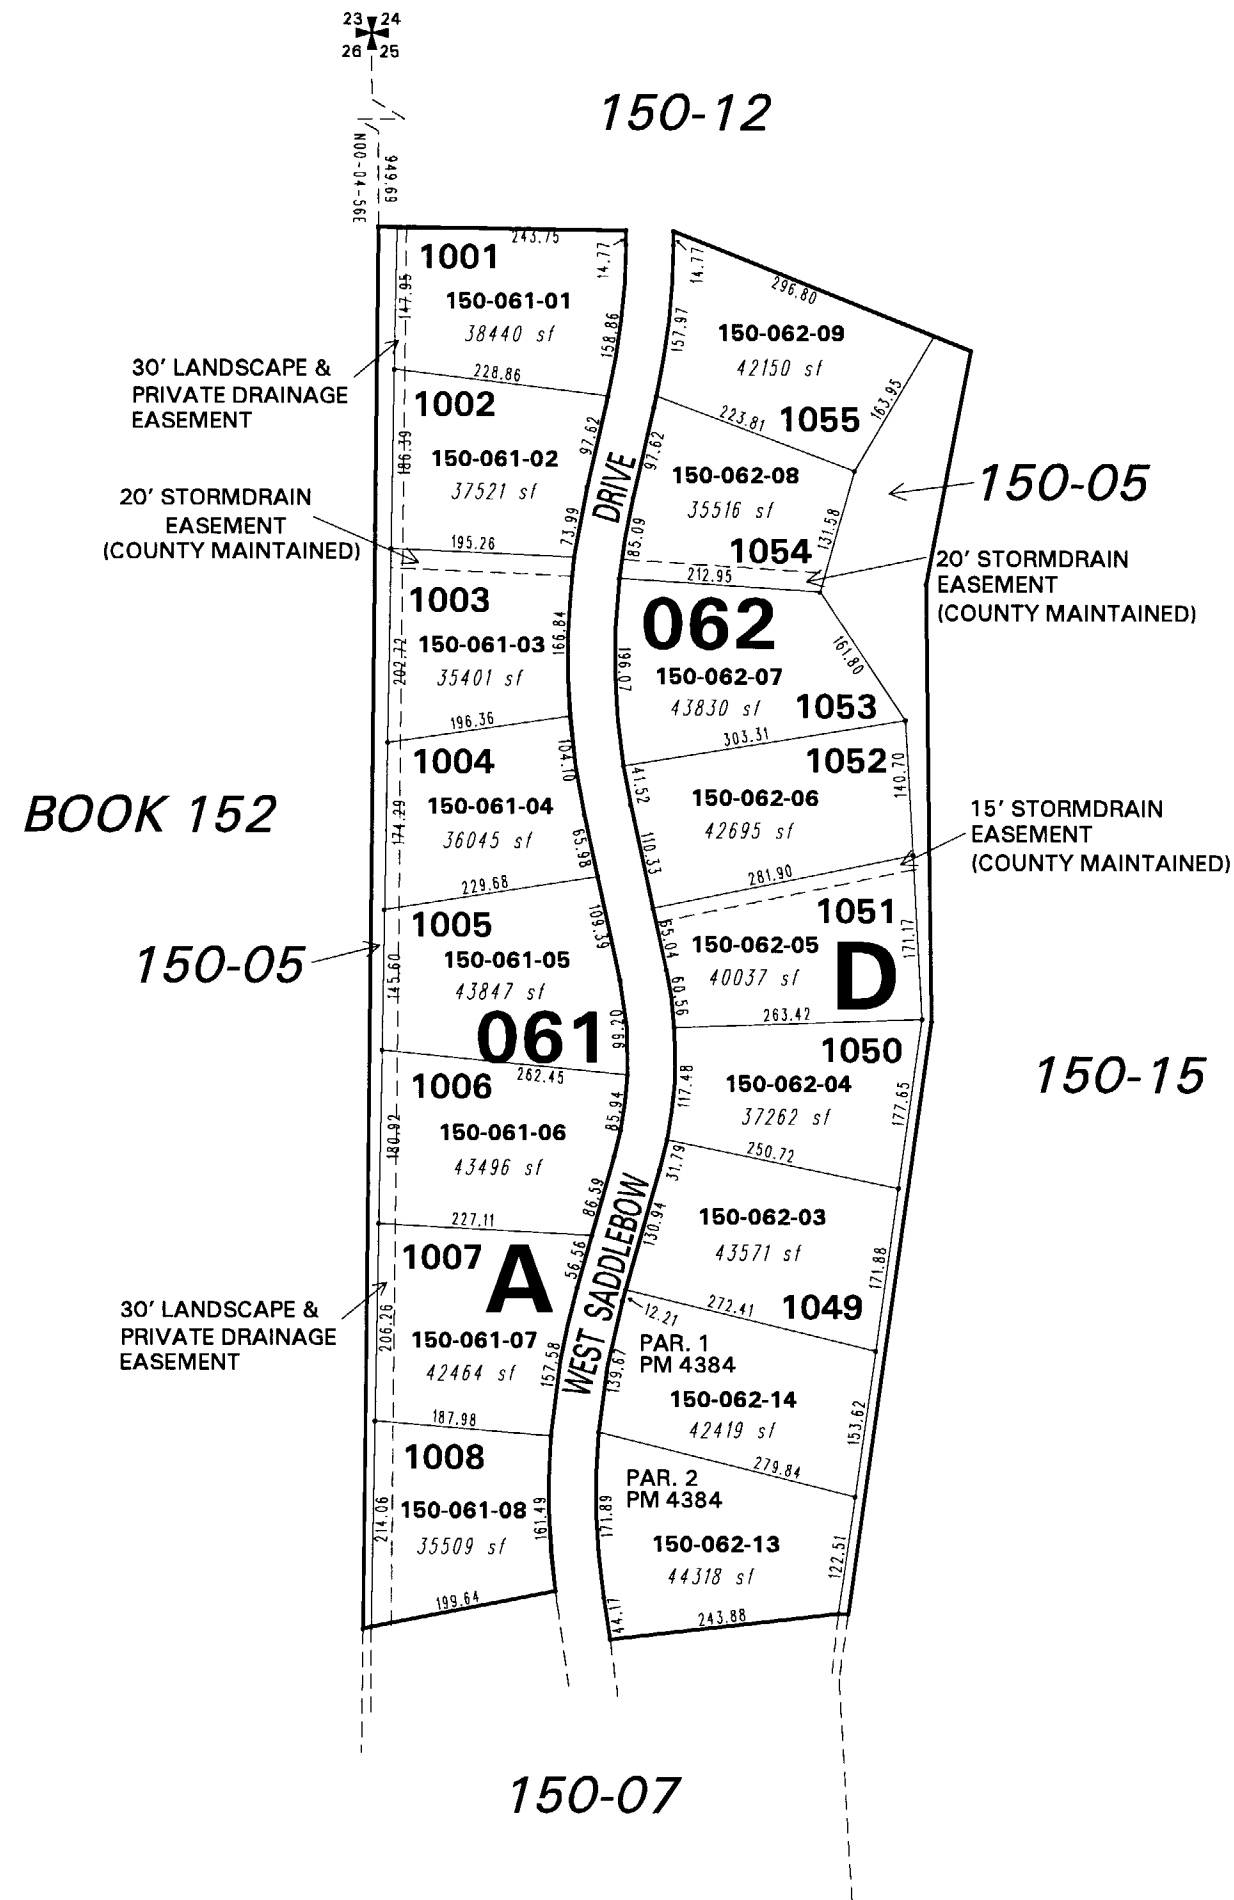 23 24
26 25
150-12
N00-04-56E
949.69
243.75
14.77
1001
150-061-01
38440 sf
147.95
158.86
30' LANDSCAPE &
PRIVATE DRAINAGE
EASEMENT
228.86
1002
150-061-02
37521 sf
186.39
97.62
73.99
20' STORMDRAIN
EASEMENT
(COUNTY MAINTAINED)
195.26
1003
150-061-03
35401 sf
202.72
166.84
196.36
1004
150-061-04
36045 sf
174.29
104.10
65.98
BOOK 152
229.68
1005
150-061-05
43847 sf
145.60
109.39
99.20
150-05
061
262.45
1006
150-061-06
43496 sf
180.92
85.94
86.59
227.11
1007
A
56.56
150-061-07
42464 sf
206.26
157.58
30' LANDSCAPE &
PRIVATE DRAINAGE
EASEMENT
187.98
1008
150-061-08
35509 sf
214.06
161.49
199.64
WEST SADDLEBOW
DRIVE
14.77
296.80
157.97
150-062-09
42150 sf
1055
163.95
223.81
97.62
150-062-08
35516 sf
1054
131.58
185.09
150-05
20' STORMDRAIN
EASEMENT
(COUNTY MAINTAINED)
212.95
062
150-062-07
43830 sf
1053
161.80
196.07
303.31
1052
150-062-06
42695 sf
140.70
41.52
110.33
15' STORMDRAIN
EASEMENT
(COUNTY MAINTAINED)
281.90
1051
150-062-05
40037 sf
D
171.17
65.04
60.56
263.42
1050
150-062-04
37262 sf
177.65
117.48
150-15
31.79
250.72
150-062-03
43571 sf
1049
130.94
171.88
272.41
12.21
PAR. 1
PM 4384
150-062-14
42419 sf
139.67
153.62
279.84
PAR. 2
PM 4384
150-062-13
44318 sf
171.89
122.51
44.17
243.88
150-07